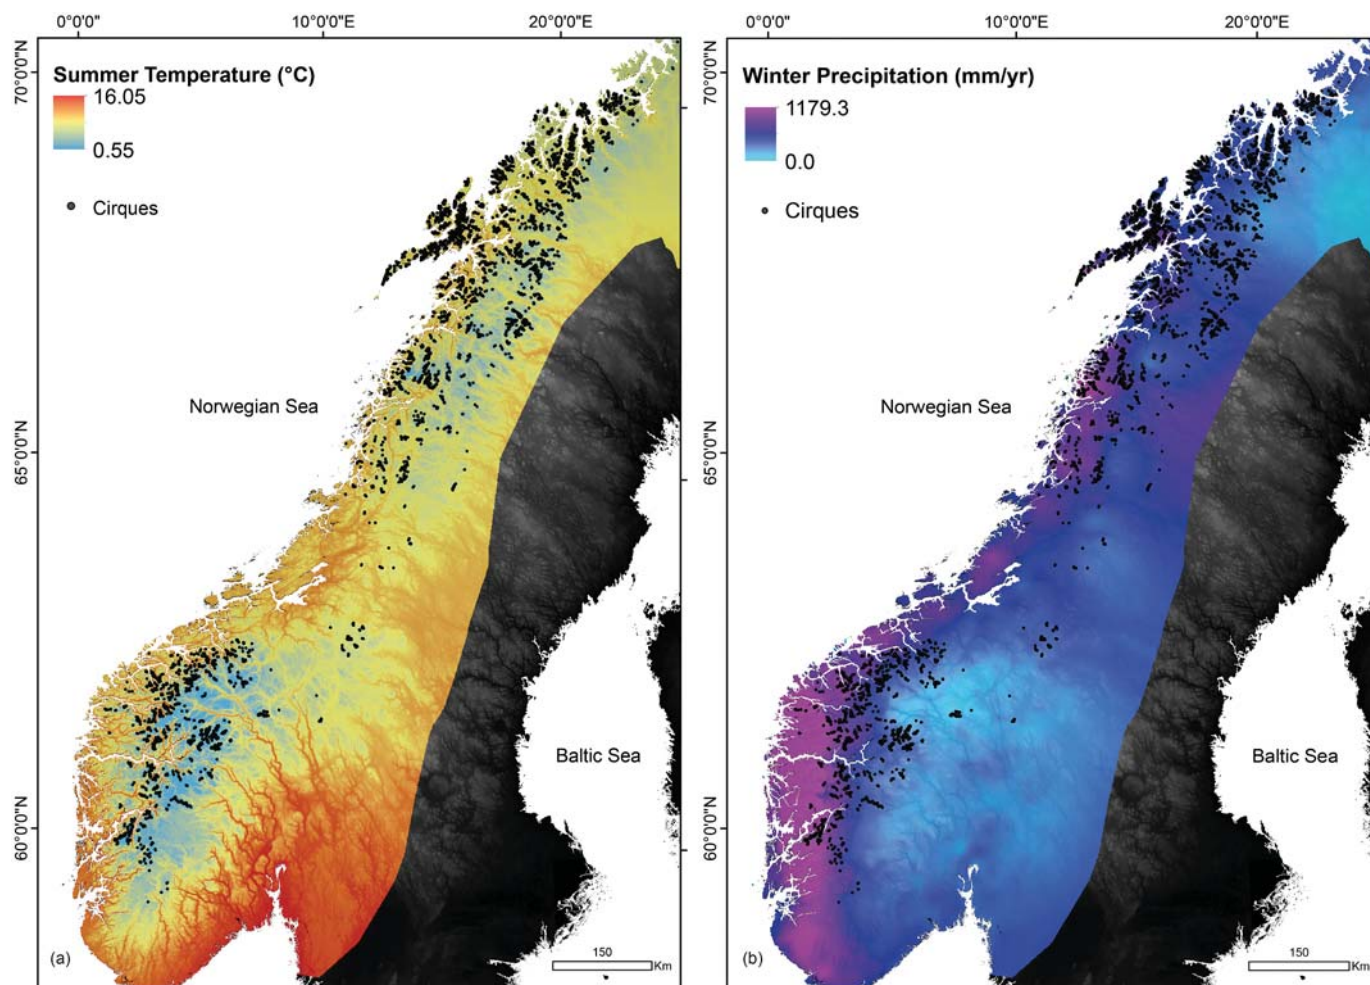 0°0'0"E 10°0'0"E 20°0'0"E
Summer Temperature (°C)
16.05
0.55
Cirques
70°0'0"N
65°0'0"N
60°0'0"N
Norwegian Sea
Baltic Sea
(a)
150
Km
0°0'0"E 10°0'0"E 20°0'0"E
Winter Precipitation (mm/yr)
1179.3
0.0
Cirques
70°0'0"N
65°0'0"N
60°0'0"N
Norwegian Sea
Baltic Sea
(b)
150
Km